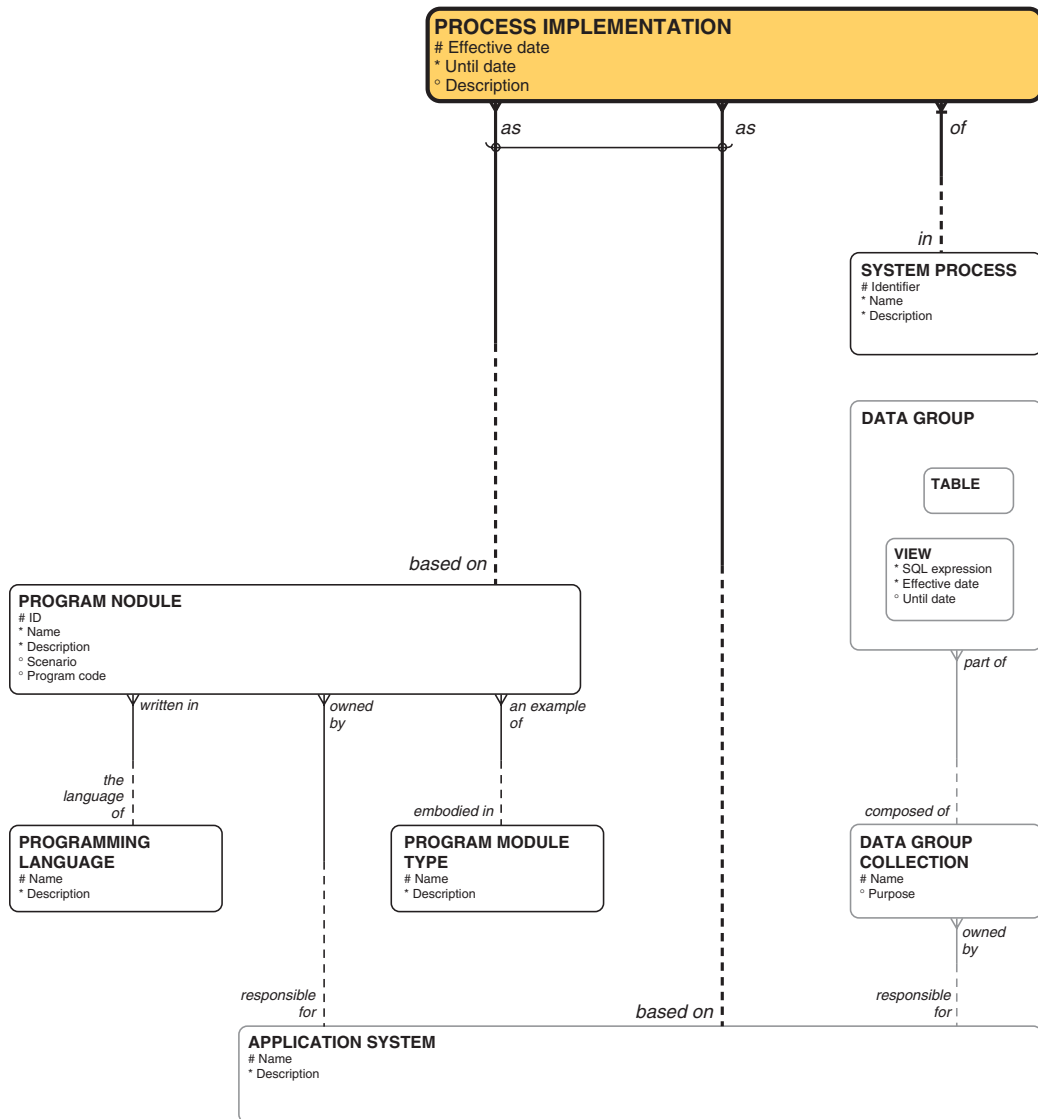 PROCESS IMPLEMENTATION
# Effective date
* Until date
° Description
as
as
of
in
SYSTEM PROCESS
# Identifier
* Name
* Description
DATA GROUP
TABLE
VIEW
* SQL expression
* Effective date
° Until date
based on
PROGRAM NODULE
# ID
* Name
* Description
° Scenario
° Program code
part of
written in
owned
by
an example
of
the
language
of
embodied in
composed of
PROGRAMMING
LANGUAGE
# Name
* Description
PROGRAM MODULE
TYPE
# Name
* Description
DATA GROUP
COLLECTION
# Name
° Purpose
owned
by
responsible
for
based on
responsible
for
APPLICATION SYSTEM
# Name
* Description